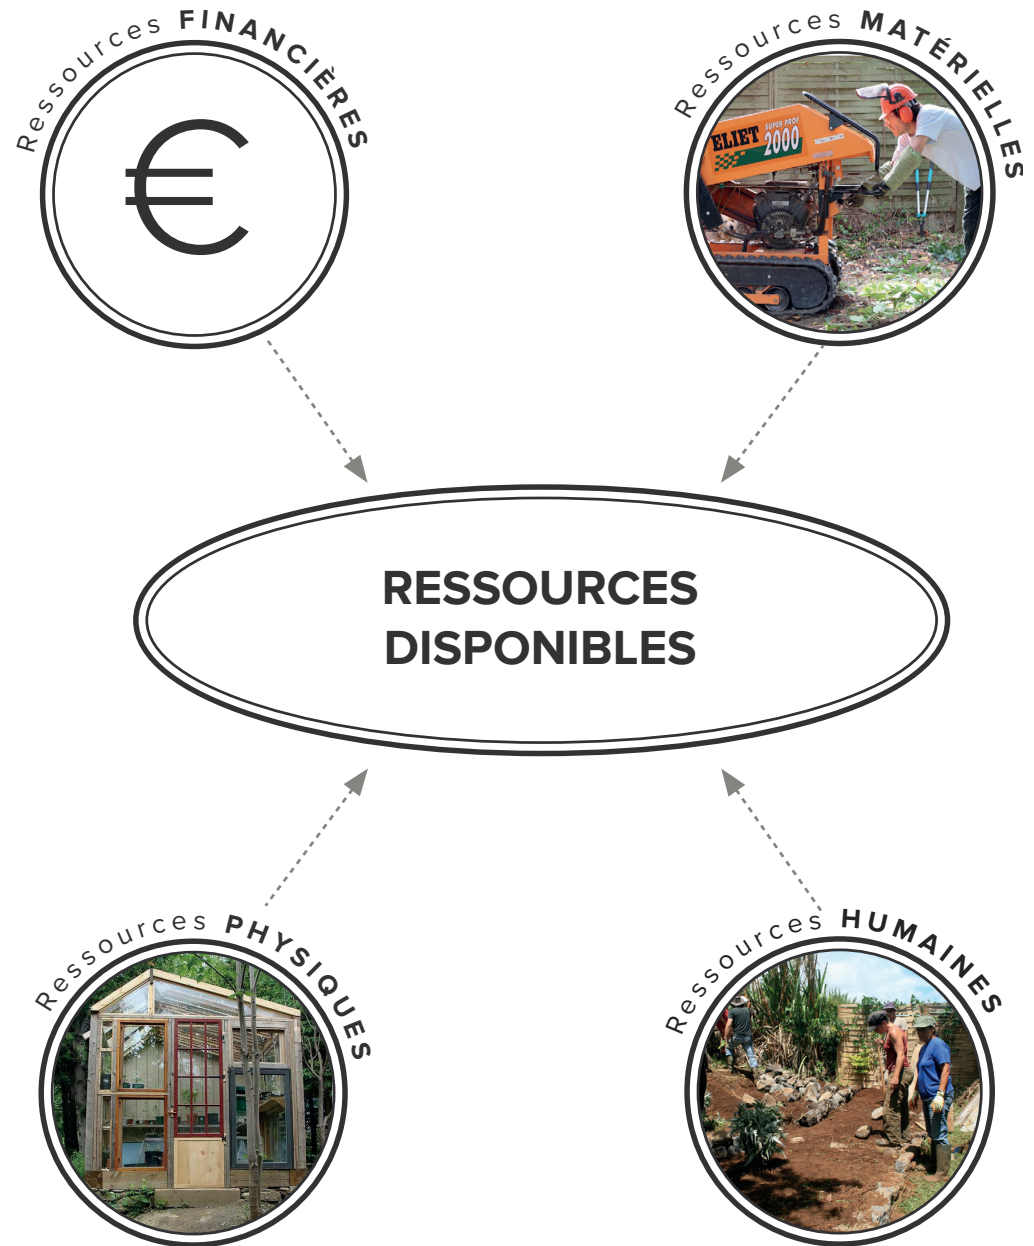 Ressources FINANCIÈRES
Ressources MATÉRIELLES
ELIET SUPER PROF
2000
RESSOURCES
DISPONIBLES
Ressources PHYSIQUES
Ressources HUMAINES